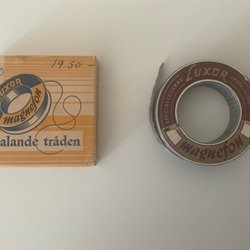 19.50:-
LUXOR
magnefon
alande tråden
LUXOR
magnefon